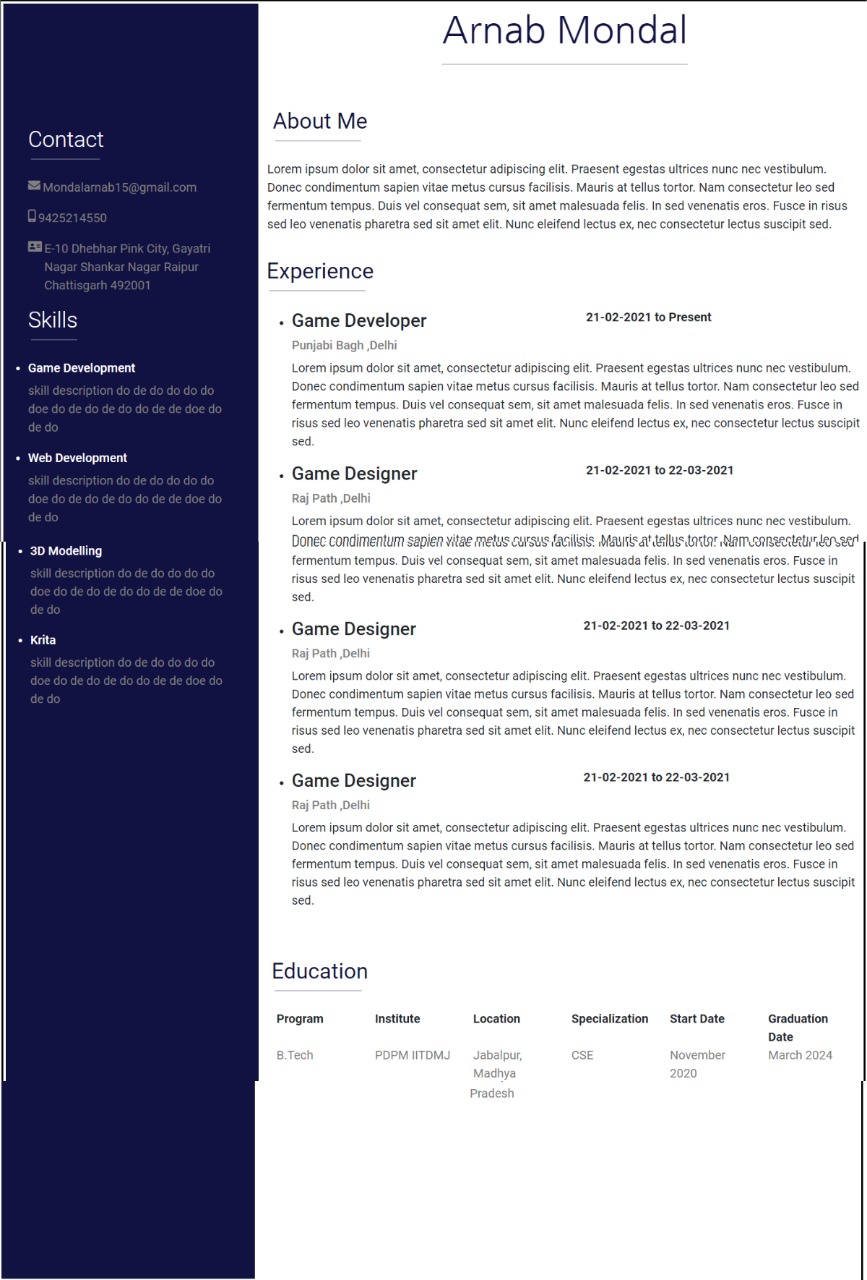 Arnab Mondal
Contact
Mondalarnab15@gmail.com
9425214550
E-10 Dhebhar Pink City, Gayatri
Nagar Shankar Nagar Raipur
Chattisgarh 492001
Skills
Game Development
skill description do de do do do do
doe do de do de do do de de doe do
de do
Web Development
skill description do de do do do do
doe do de do de do do de de doe do
de do
3D Modelling
skill description do de do do do do
doe do de do de do do de de doe do
de do
Krita
skill description do de do do do do
doe do de do de do do de de doe do
de do
About Me
Lorem ipsum dolor sit amet, consectetur adipiscing elit. Praesent egestas ultrices nunc nec vestibulum.
Donec condimentum sapien vitae metus cursus facilisis. Mauris at tellus tortor. Nam consectetur leo sed
fermentum tempus. Duis vel consequat sem, sit amet malesuada felis. In sed venenatis eros. Fusce in risus
sed leo venenatis pharetra sed sit amet elit. Nunc eleifend lectus ex, nec consectetur lectus suscipit sed.
Experience
Game Developer 21-02-2021 to Present
Punjabi Bagh ,Delhi
Lorem ipsum dolor sit amet, consectetur adipiscing elit. Praesent egestas ultrices nunc nec vestibulum.
Donec condimentum sapien vitae metus cursus facilisis. Mauris at tellus tortor. Nam consectetur leo sed
fermentum tempus. Duis vel consequat sem, sit amet malesuada felis. In sed venenatis eros. Fusce in
risus sed leo venenatis pharetra sed sit amet elit. Nunc eleifend lectus ex, nec consectetur lectus suscipit
sed.
Game Designer 21-02-2021 to 22-03-2021
Raj Path ,Delhi
Lorem ipsum dolor sit amet, consectetur adipiscing elit. Praesent egestas ultrices nunc nec vestibulum.
Donec condimentum sapien vitae metus cursus facilisis. Mauris at tellus tortor. Nam consectetur leo sed
fermentum tempus. Duis vel consequat sem, sit amet malesuada felis. In sed venenatis eros. Fusce in
risus sed leo venenatis pharetra sed sit amet elit. Nunc eleifend lectus ex, nec consectetur lectus suscipit
sed.
Game Designer 21-02-2021 to 22-03-2021
Raj Path ,Delhi
Lorem ipsum dolor sit amet, consectetur adipiscing elit. Praesent egestas ultrices nunc nec vestibulum.
Donec condimentum sapien vitae metus cursus facilisis. Mauris at tellus tortor. Nam consectetur leo sed
fermentum tempus. Duis vel consequat sem, sit amet malesuada felis. In sed venenatis eros. Fusce in
risus sed leo venenatis pharetra sed sit amet elit. Nunc eleifend lectus ex, nec consectetur lectus suscipit
sed.
Game Designer 21-02-2021 to 22-03-2021
Raj Path ,Delhi
Lorem ipsum dolor sit amet, consectetur adipiscing elit. Praesent egestas ultrices nunc nec vestibulum.
Donec condimentum sapien vitae metus cursus facilisis. Mauris at tellus tortor. Nam consectetur leo sed
fermentum tempus. Duis vel consequat sem, sit amet malesuada felis. In sed venenatis eros. Fusce in
risus sed leo venenatis pharetra sed sit amet elit. Nunc eleifend lectus ex, nec consectetur lectus suscipit
sed.
Education
Program Institute Location Specialization Start Date Graduation
Date
B.Tech PDPM IITDMJ Jabalpur, CSE November March 2024
Madhya 2020
Pradesh